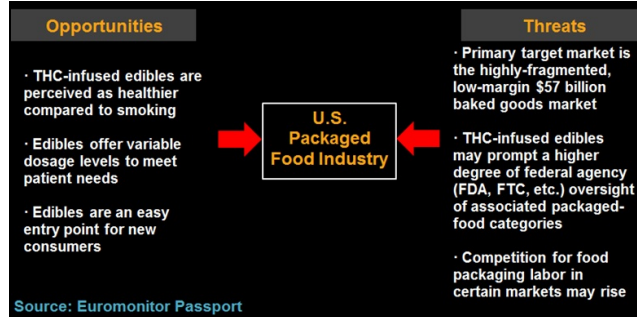 Opportunities
· THC-infused edibles are
perceived as healthier
compared to smoking
· Edibles offer variable
dosage levels to meet
patient needs
· Edibles are an easy
entry point for new
consumers
U.S.
Packaged
Food Industry
Threats
· Primary target market is
the highly-fragmented,
low-margin $57 billion
baked goods market
· THC-infused edibles
may prompt a higher
degree of federal agency
(FDA, FTC, etc.) oversight
of associated packaged-
food categories
· Competition for food
packaging labor in
certain markets may rise
Source: Euromonitor Passport